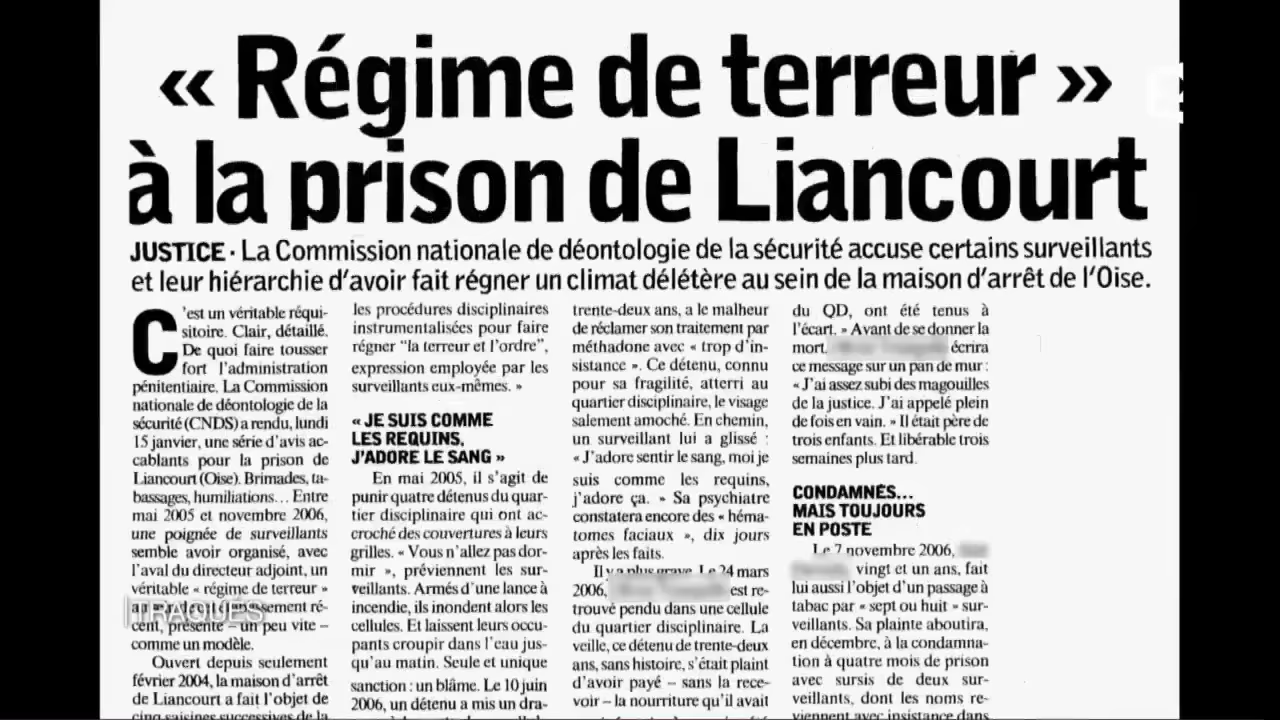 « Régime de terreur »
à la prison de Liancourt
JUSTICE · La Commission nationale de déontologie de la sécurité accuse certains surveillants
et leur hiérarchie d'avoir fait régner un climat délétère au sein de la maison d'arrêt de l'Oise.
C'est un véritable réqui-
sitoire. Clair, détaillé.
De quoi faire tousser
fort l'administration
pénitentiaire. La Commission
nationale de déontologie de la
sécurité (CNDS) a rendu, lundi
15 janvier, une série d'avis ac-
cablants pour la prison de
Liancourt (Oise). Brimades, ta-
bassages, humiliations... Entre
mai 2005 et novembre 2006,
une poignée de surveillants
semble avoir organisé, avec
l'aval du directeur adjoint, un
véritable « régime de terreur »
TRAQUÉS
cent, présenté – un peu vite –
comme un modèle.
Ouvert depuis seulement
février 2004, la maison d'arrêt
de Liancourt a fait l'objet de
cinq saisines successives de la
les procédures disciplinaires
instrumentalisées pour faire
régner "la terreur et l'ordre",
expression employée par les
surveillants eux-mêmes. »
« JE SUIS COMME
LES REQUINS,
J'ADORE LE SANG »
En mai 2005, il s'agit de
punir quatre détenus du quar-
tier disciplinaire qui ont ac-
croché des couvertures à leurs
grilles. « Vous n'allez pas dor-
mir », préviennent les sur-
veillants. Armés d'une lance à
incendie, ils inondent alors les
cellules. Et laissent leurs occu-
pants croupir dans l'eau jus-
qu'au matin. Seule et unique
sanction : un blâme. Le 10 juin
2006, un détenu a mis un dra-
trente-deux ans, a le malheur
de réclamer son traitement par
méthadone avec « trop d'in-
sistance ». Ce détenu, connu
pour sa fragilité, atterri au
quartier disciplinaire, le visage
salement amoché. En chemin,
un surveillant lui a glissé :
« J'adore sentir le sang, moi je
suis comme les requins,
j'adore ça. » Sa psychiatre
constatera encore des « héma-
tomes faciaux », dix jours
après les faits.
Il y a plus grave. Le 24 mars
2006, est re-
trouvé pendu dans une cellule
du quartier disciplinaire. La
veille, ce détenu de trente-deux
ans, sans histoire, s'était plaint
d'avoir payé – sans la rece-
voir – la nourriture qu'il avait
du QD, ont été tenus à
l'écart. » Avant de se donner la
mort, écrira
ce message sur un pan de mur :
« J'ai assez subi des magouilles
de la justice. J'ai appelé plein
de fois en vain. » Il était père de
trois enfants. Et libérable trois
semaines plus tard.
CONDAMNÉS...
MAIS TOUJOURS
EN POSTE
Le 7 novembre 2006,
vingt et un ans, fait
lui aussi l'objet d'un passage à
tabac par « sept ou huit » sur-
veillants. Sa plainte aboutira,
en décembre, à la condamna-
tion à quatre mois de prison
avec sursis de deux sur-
veillants, dont les noms re-
viennent avec insistance dans